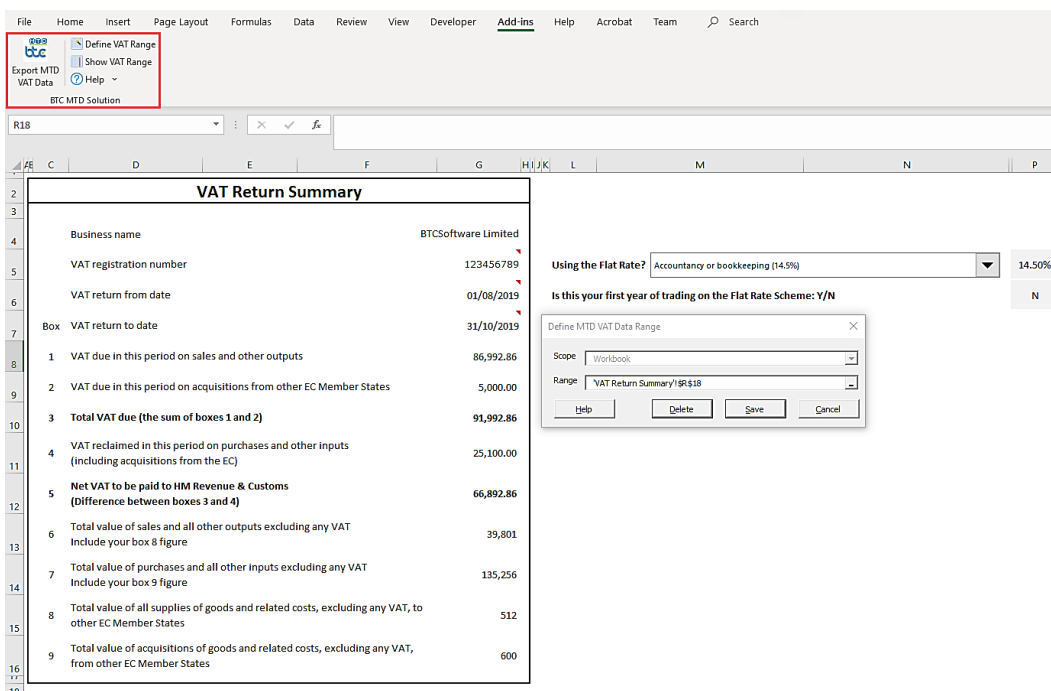 File Home Insert Page Layout Formulas Data Review View Developer Add-ins Help Acrobat Team Search
btc
Export MTD
VAT Data
Define VAT Range
Show VAT Range
Help
BTC MTD Solution
R18 fx
C D E F G H I J K L M N P
2 VAT Return Summary
3
4 Business name BTCSoftware Limited
5 VAT registration number 123456789 Using the Flat Rate? Accountancy or bookkeeping (14.5%) 14.50%
6 VAT return from date 01/08/2019 Is this your first year of trading on the Flat Rate Scheme: Y/N N
7 Box VAT return to date 31/10/2019
Define MTD VAT Data Range
Scope Workbook
Range 'VAT Return Summary'!$R$18
Help Delete Save Cancel
8 1 VAT due in this period on sales and other outputs 86,992.86
9 2 VAT due in this period on acquisitions from other EC Member States 5,000.00
10 3 Total VAT due (the sum of boxes 1 and 2) 91,992.86
11 4 VAT reclaimed in this period on purchases and other inputs
(including acquisitions from the EC) 25,100.00
12 5 Net VAT to be paid to HM Revenue & Customs
(Difference between boxes 3 and 4) 66,892.86
13 6 Total value of sales and all other outputs excluding any VAT
Include your box 8 figure 39,801
14 7 Total value of purchases and all other inputs excluding any VAT
Include your box 9 figure 135,256
15 8 Total value of all supplies of goods and related costs, excluding any VAT, to
other EC Member States 512
16 9 Total value of acquisitions of goods and related costs, excluding any VAT,
from other EC Member States 600